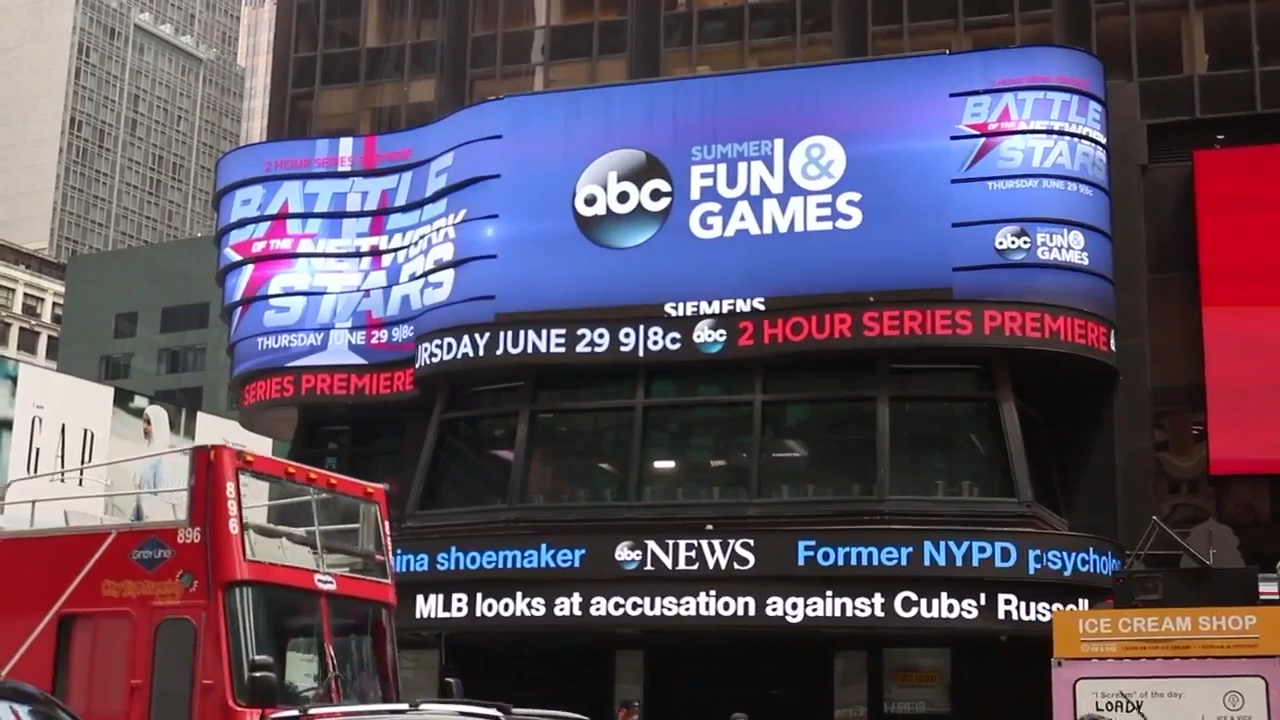 2 HOUR SERIES PREMIERE
BATTLE
OF THE NETWORK
STARS
THURSDAY JUNE 29 9|8c
SERIES PREMIERE
abc
SUMMER
FUN &
GAMES
BATTLE
OF THE NETWORK
STARS
THURSDAY JUNE 29 9|8c
abc SUMMER
FUN &
GAMES
SIEMENS
URSDAY JUNE 29 9|8c abc 2 HOUR SERIES PREMIERE
ina shoemaker abc NEWS Former NYPD psycholo
MLB looks at accusation against Cubs' Russell
GAP
896
896
Gray Line
ICE CREAM SHOP
"I Scream" of the day:
LORDY